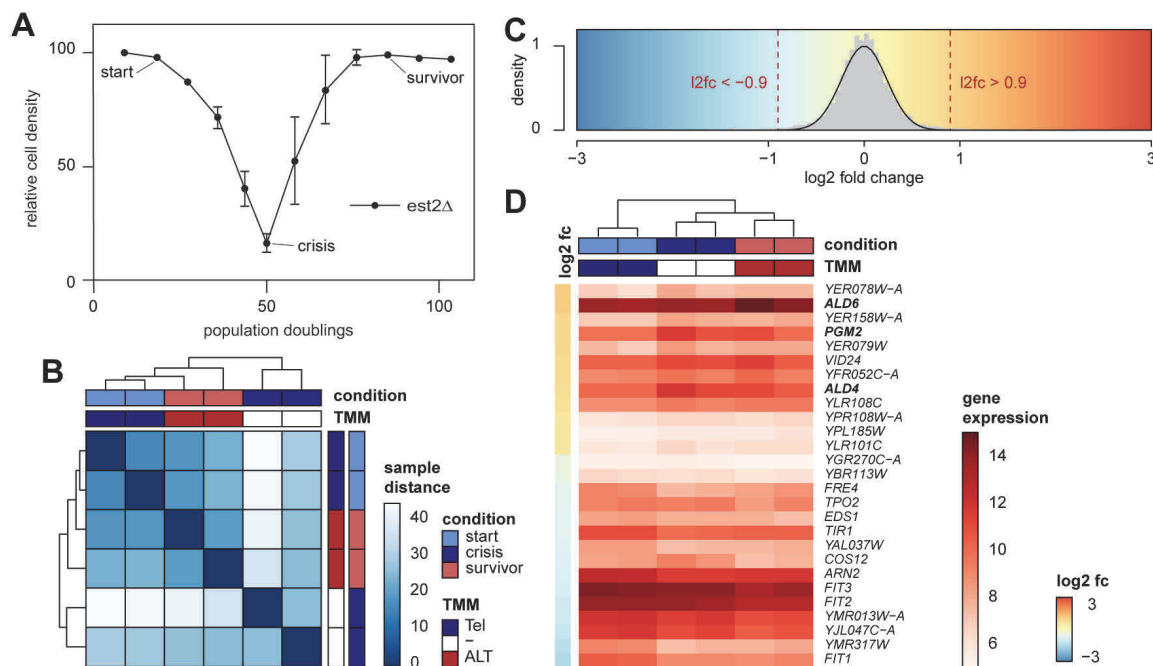 A
relative cell density
100
50
0
start
survivor
crisis
est2Δ
0
50
100
population doublings
B
condition
TMM
sample
distance
40
30
20
10
0
condition
start
crisis
survivor
TMM
Tel
–
ALT
C
density
1
0
l2fc < −0.9
l2fc > 0.9
−3
−1
0
1
3
log2 fold change
D
log2 fc
condition
TMM
YER078W−A
ALD6
YER158W−A
PGM2
YER079W
VID24
YFR052C−A
ALD4
YLR108C
YPR108W−A
YPL185W
YLR101C
YGR270C−A
YBR113W
FRE4
TPO2
EDS1
TIR1
YAL037W
COS12
ARN2
FIT3
FIT2
YMR013W−A
YJL047C−A
YMR317W
FIT1
gene
expression
14
12
10
8
6
log2 fc
3
−3